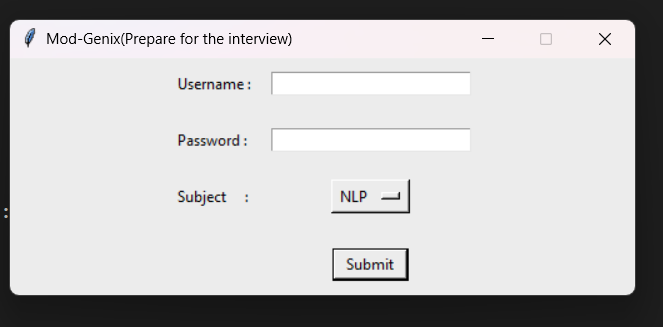 Mod-Genix(Prepare for the interview)
Username :
Password :
:
Subject :
NLP
Submit